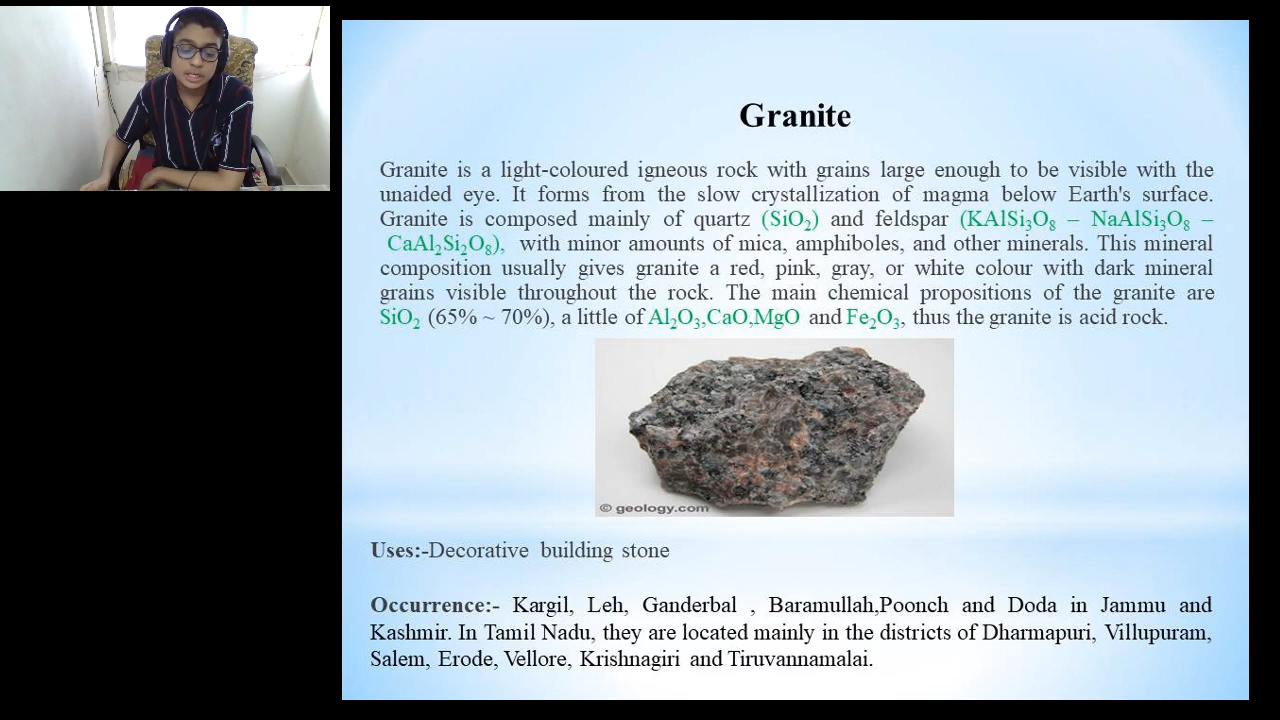 Granite
Granite is a light-coloured igneous rock with grains large enough to be visible with the
unaided eye. It forms from the slow crystallization of magma below Earth's surface.
Granite is composed mainly of quartz (SiO₂) and feldspar (KAlSi₃O₈ – NaAlSi₃O₈ –
CaAl₂Si₂O₈), with minor amounts of mica, amphiboles, and other minerals. This mineral
composition usually gives granite a red, pink, gray, or white colour with dark mineral
grains visible throughout the rock. The main chemical propositions of the granite are
SiO₂ (65% ~ 70%), a little of Al₂O₃,CaO,MgO and Fe₂O₃, thus the granite is acid rock.
© geology.com
Uses:-Decorative building stone
Occurrence:- Kargil, Leh, Ganderbal , Baramullah,Poonch and Doda in Jammu and
Kashmir. In Tamil Nadu, they are located mainly in the districts of Dharmapuri, Villupuram,
Salem, Erode, Vellore, Krishnagiri and Tiruvannamalai.